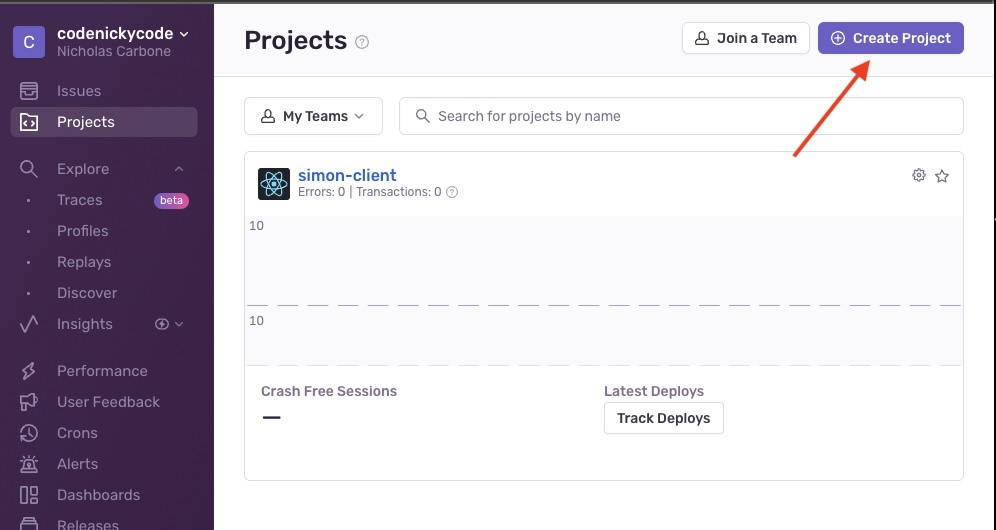 C
codenickycode
Nicholas Carbone
Issues
Projects
Explore
Traces beta
Profiles
Replays
Discover
Insights
Performance
User Feedback
Crons
Alerts
Dashboards
Releases
Projects ?
Join a Team
Create Project
My Teams
Search for projects by name
simon-client
Errors: 0 | Transactions: 0 ?
10
10
Crash Free Sessions
—
Latest Deploys
Track Deploys